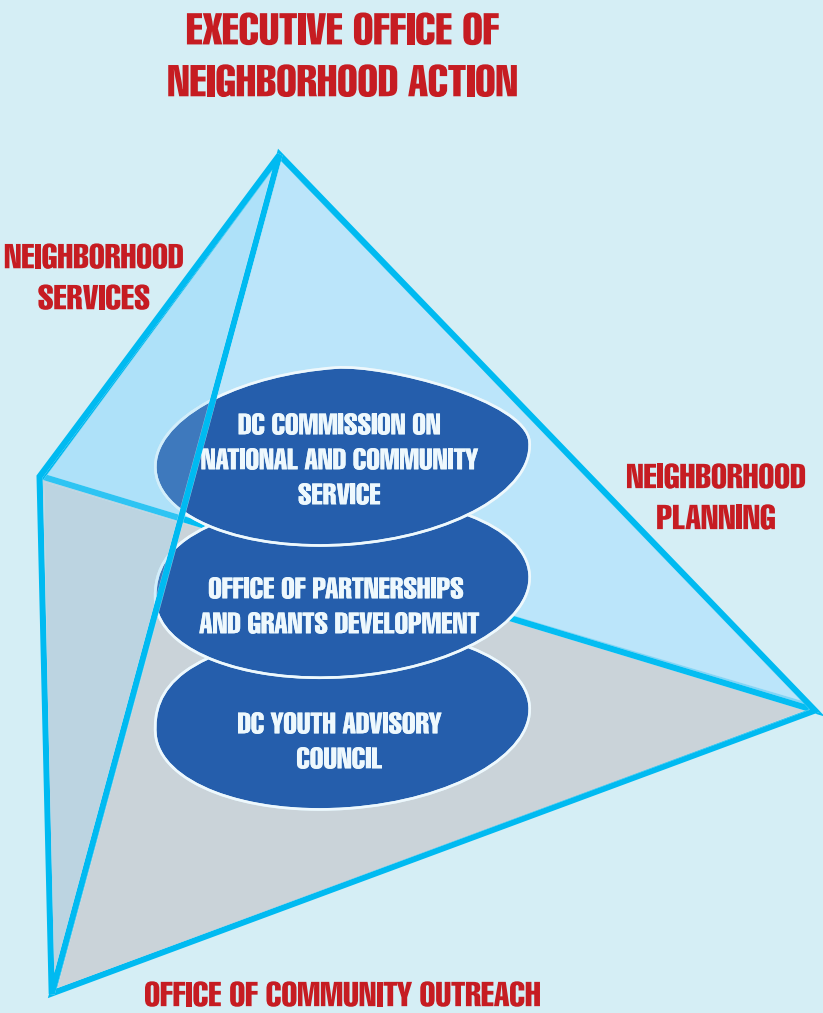 EXECUTIVE OFFICE OF
NEIGHBORHOOD ACTION
NEIGHBORHOOD
SERVICES
DC COMMISSION ON
NATIONAL AND COMMUNITY
SERVICE
NEIGHBORHOOD
PLANNING
OFFICE OF PARTNERSHIPS
AND GRANTS DEVELOPMENT
DC YOUTH ADVISORY
COUNCIL
OFFICE OF COMMUNITY OUTREACH